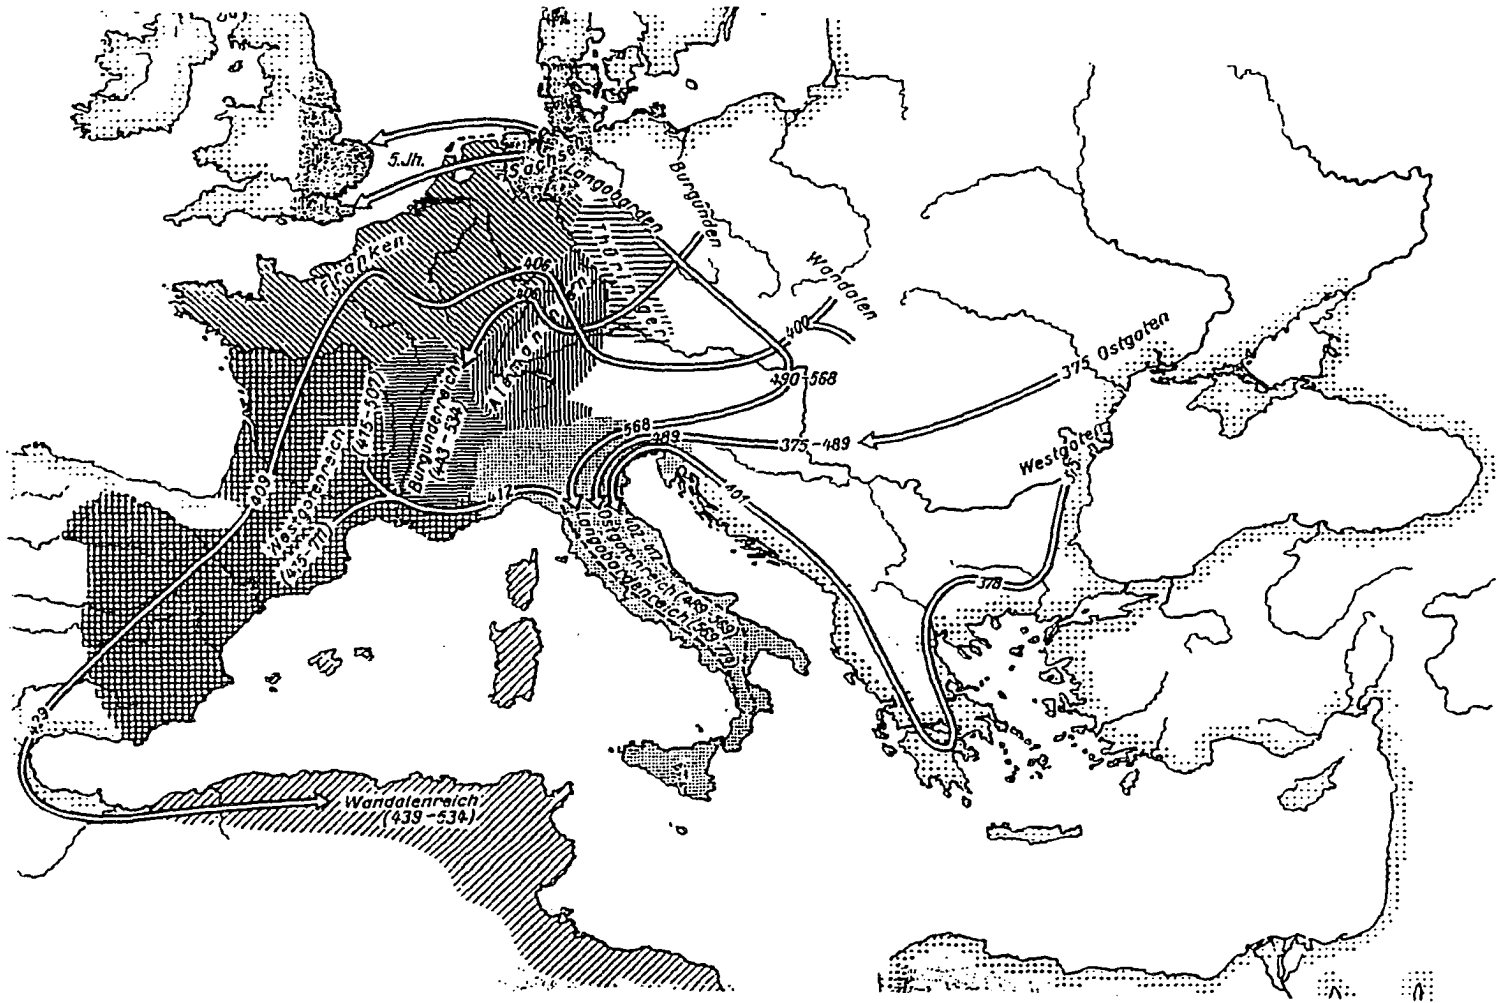 5.Jh.
Sachsen
Langobarden
Burgunden
Thüringer
Franken
406
Wandalen
400
Alemannen
375 Ostgoten
490-568
Burgunderreich
(443-534)
(415-507)
Westgotenreich
(415-711)
568
489
375-489
Westgoten
409
412
401
378
Ostgotenreich (489-553)
Langobardenreich (568-774)
429
Wandalenreich
(439-534)